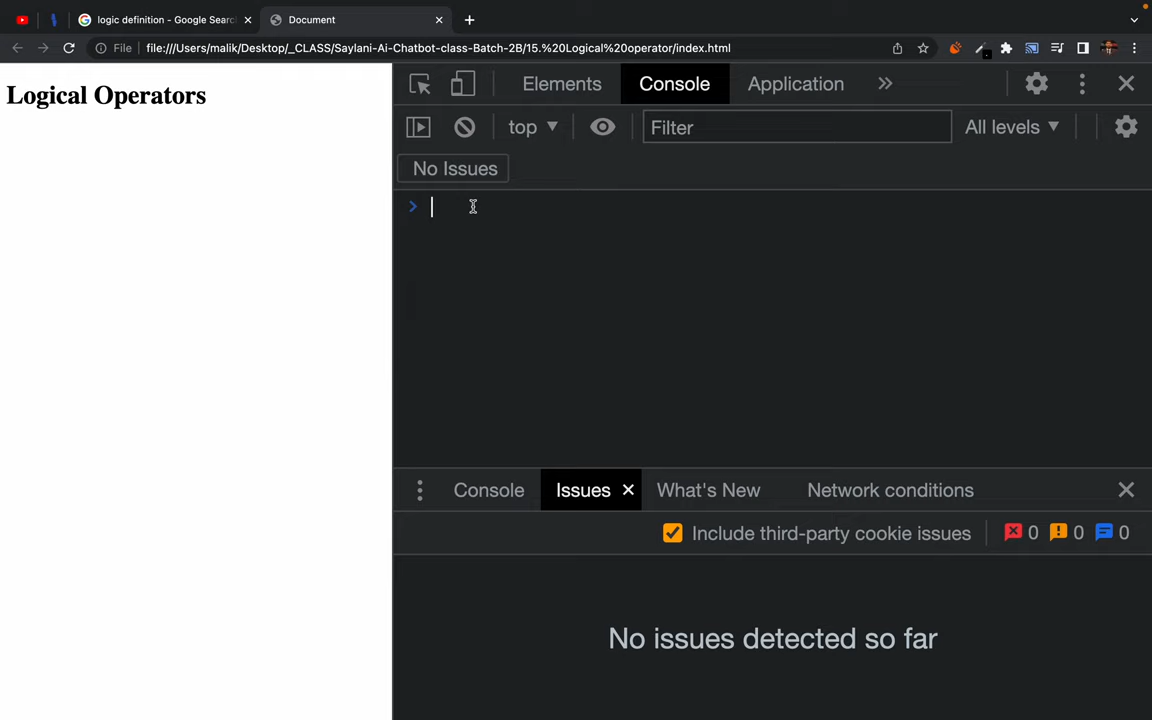 logic definition - Google Searc
Document
File file:///Users/malik/Desktop/_CLASS/Saylani-Ai-Chatbot-class-Batch-2B/15.%20Logical%20operator/index.html
Logical Operators
Elements Console Application
top Filter All levels
No Issues
Console Issues What's New Network conditions
Include third-party cookie issues 0 0 0
No issues detected so far